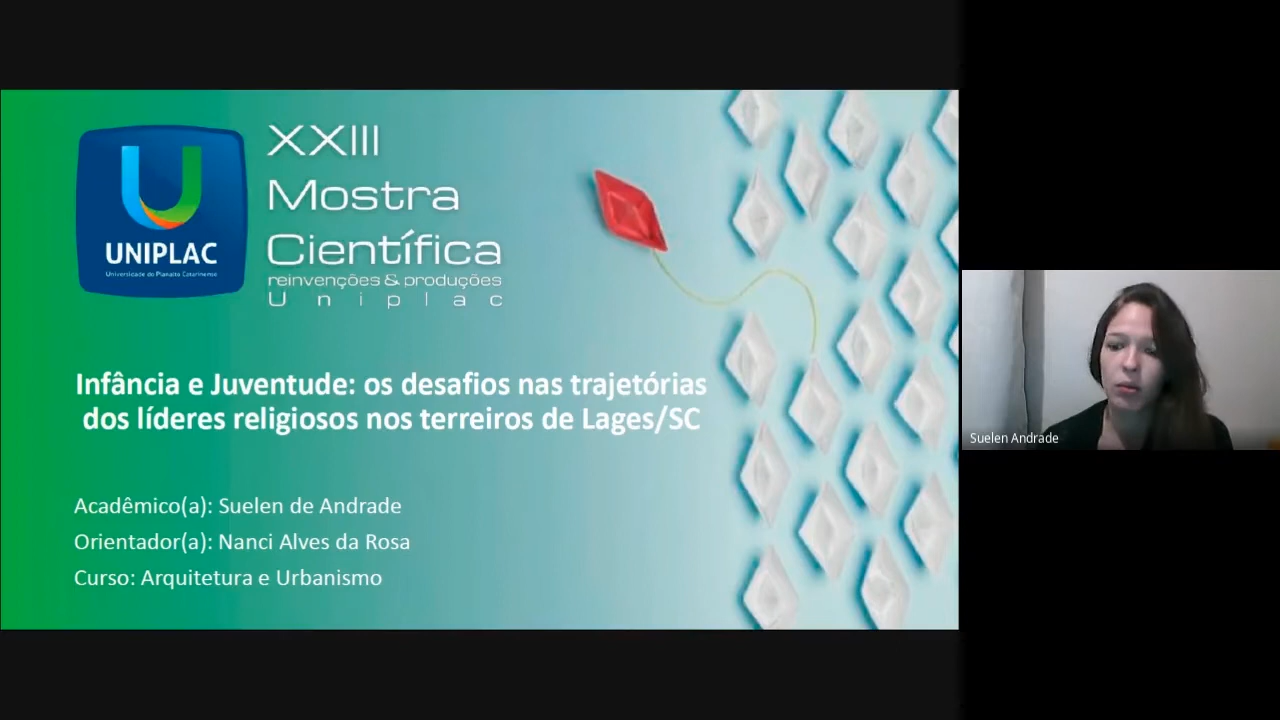 UNIPLAC
Universidade do Planalto Catarinense
XXIII
Mostra
Científica
reinvenções & produções
Uniplac
Infância e Juventude: os desafios nas trajetórias
dos líderes religiosos nos terreiros de Lages/SC
Acadêmico(a): Suelen de Andrade
Orientador(a): Nanci Alves da Rosa
Curso: Arquitetura e Urbanismo
Suelen Andrade